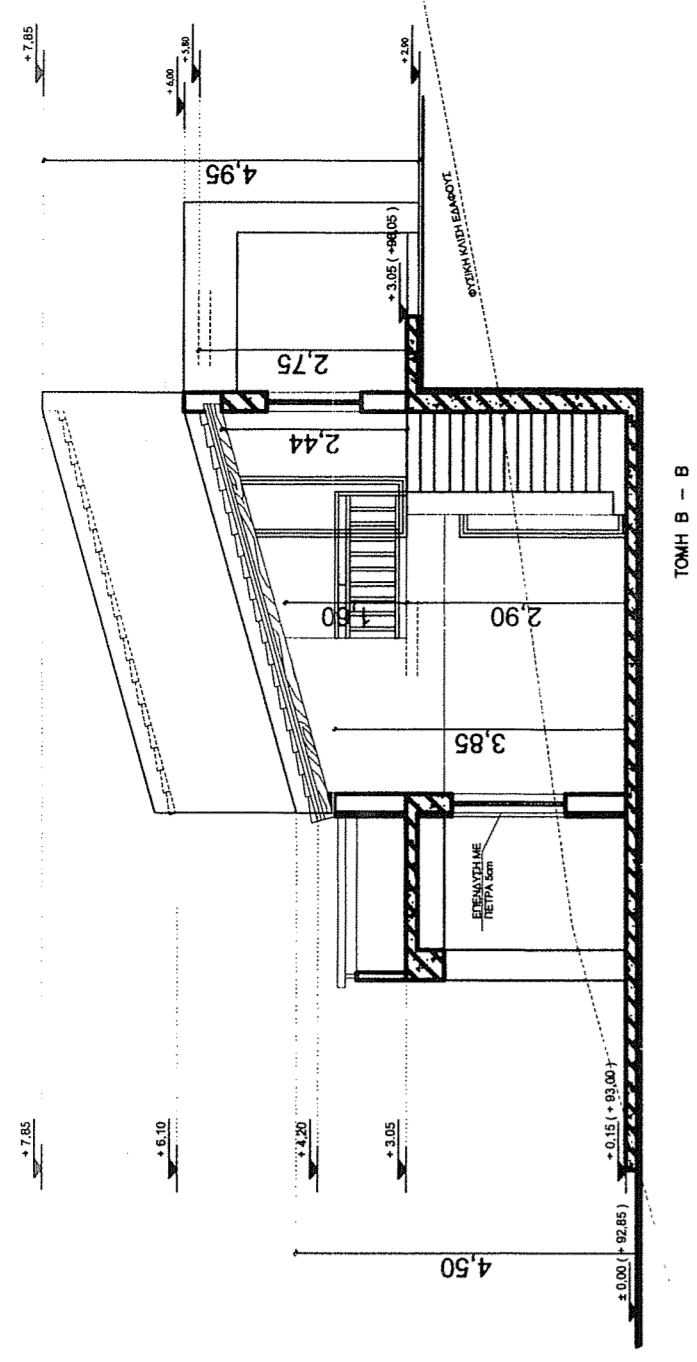 + 7,85
+ 6,00
+ 5,80
+ 2,90
4,95
+ 3.05 ( +96,05 )
ΦΥΣΙΚΗ ΚΛΙΣΗ ΕΔΑΦΟΥΣ
2,75
2,44
1,60
2,90
3,85
ΕΠΕΝΔΥΣΗ ΜΕ
ΠΕΤΡΑ 5cm
+ 7,85
+ 6,10
+ 4,20
+ 3.05
+ 0,15 ( + 93,00 )
± 0,00 ( + 92,85 )
4,50
ΤΟΜΗ Β – Β